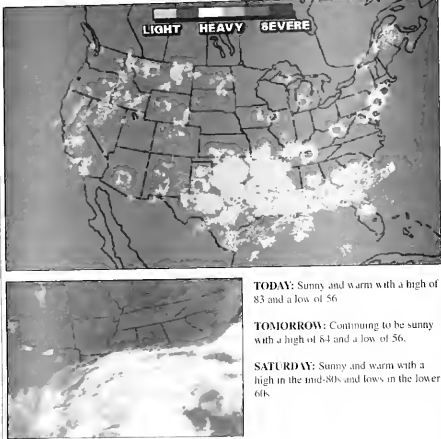 LIGHT HEAVY SEVERE
TODAY: Sunny and warm with a high of
83 and a low of 56
TOMORROW: Continuing to be sunny
with a high of 84 and a low of 56.
SATURDAY: Sunny and warm with a
high in the mid-80s and lows in the lower
60s